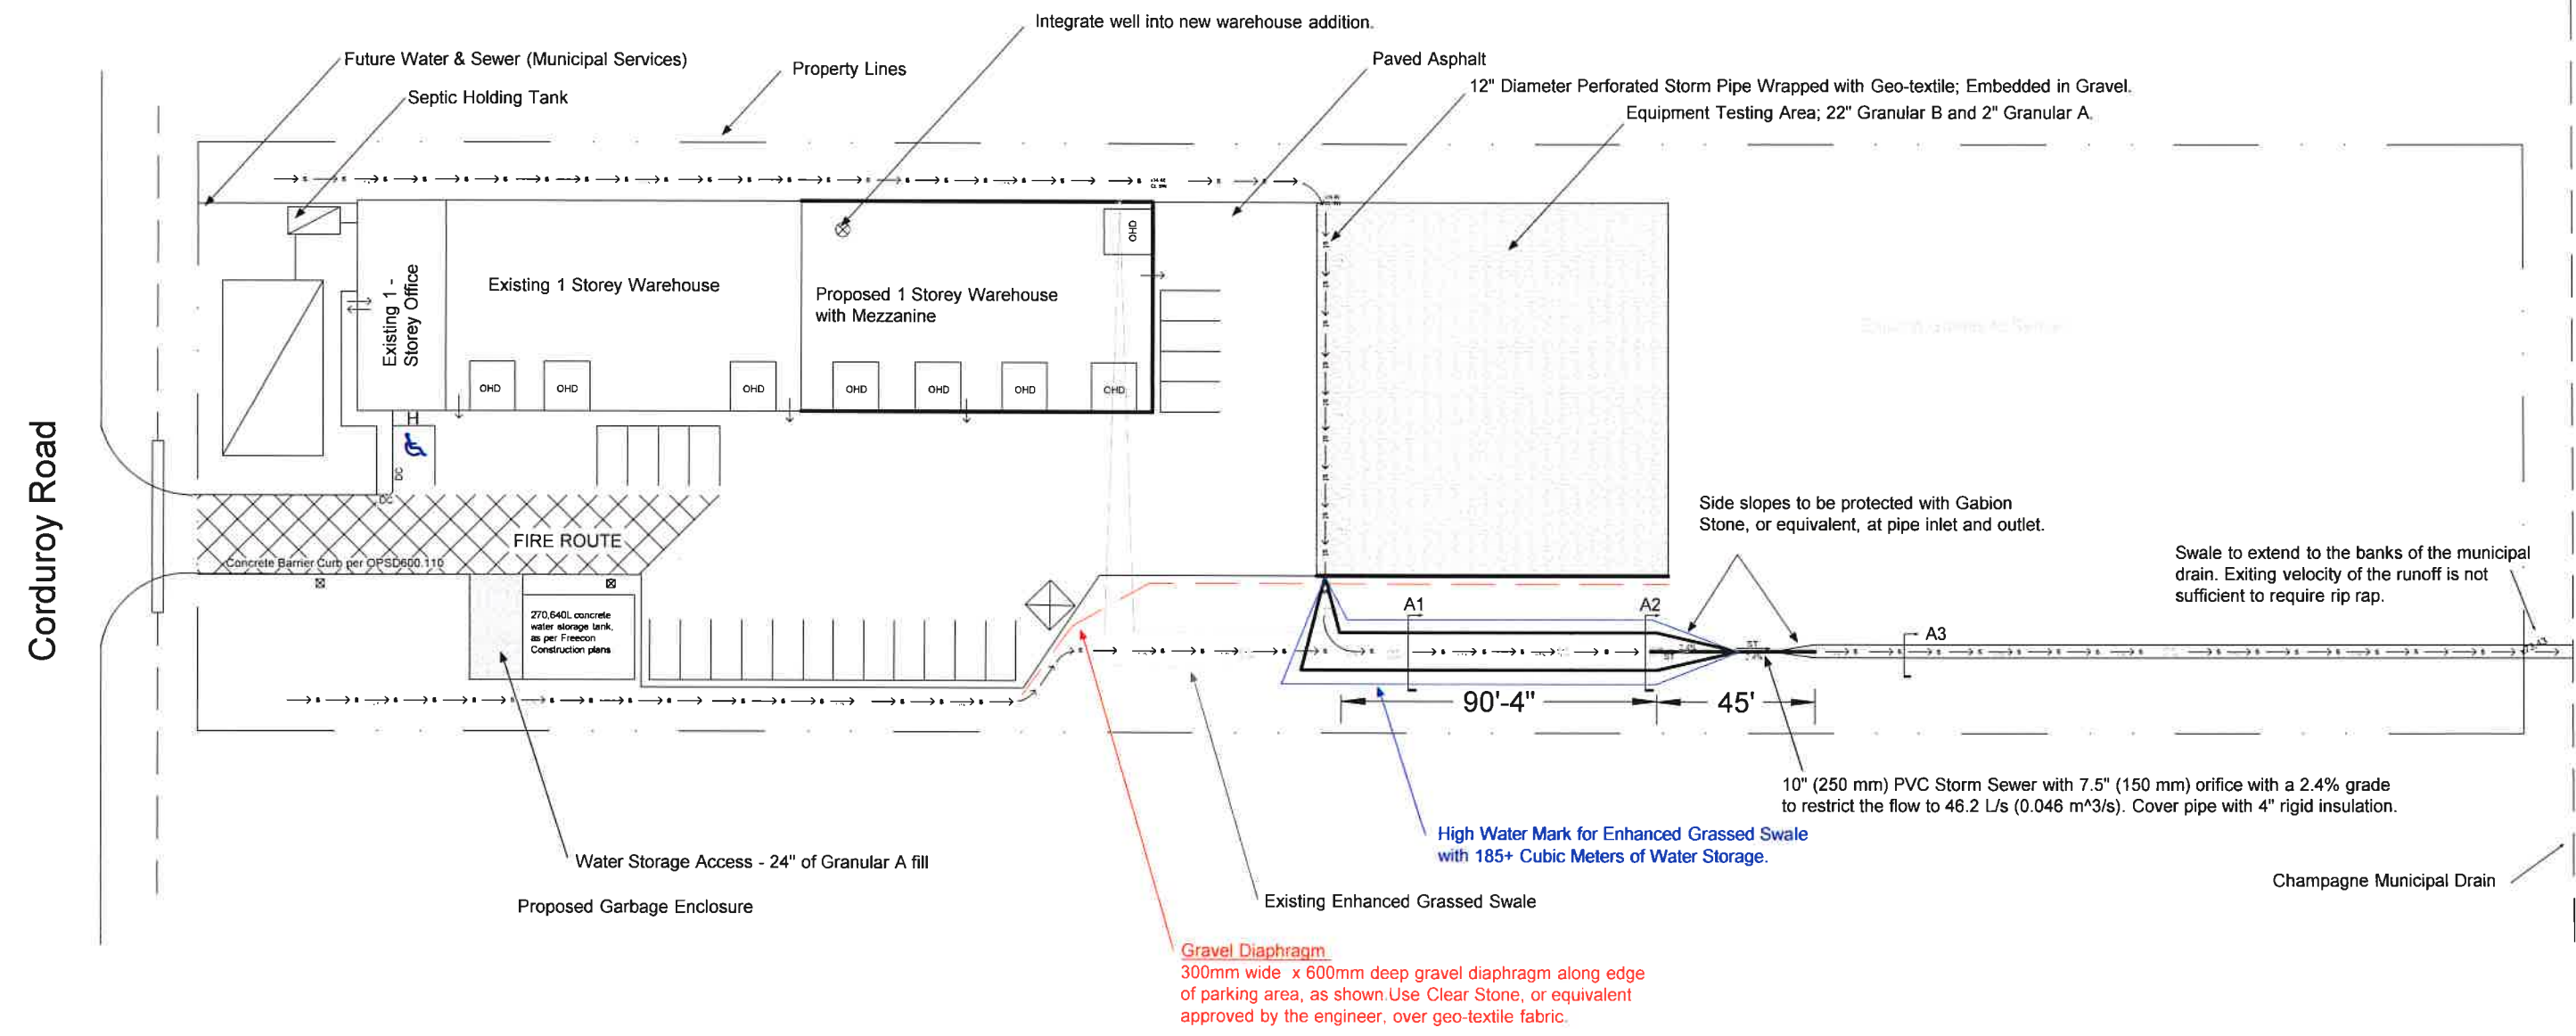 Integrate well into new warehouse addition.
Future Water & Sewer (Municipal Services)
Property Lines
Paved Asphalt
Septic Holding Tank
12" Diameter Perforated Storm Pipe Wrapped with Geo-textile; Embedded in Gravel.
Equipment Testing Area; 22" Granular B and 2" Granular A.
OHD
Existing 1 -
Storey Office
Existing 1 Storey Warehouse
Proposed 1 Storey Warehouse
with Mezzanine
OHD
OHD
OHD
OHD
OHD
OHD
OHD
H
DC
DC
Corduroy Road
FIRE ROUTE
Concrete Barrier Curb per OPSD600.110
270,640L concrete
water storage tank,
as per Freecon
Construction plans
Side slopes to be protected with Gabion
Stone, or equivalent, at pipe inlet and outlet.
Swale to extend to the banks of the municipal
drain. Exiting velocity of the runoff is not
sufficient to require rip rap.
A1
A2
A3
90'-4"
45'
10" (250 mm) PVC Storm Sewer with 7.5" (150 mm) orifice with a 2.4% grade
to restrict the flow to 46.2 L/s (0.046 m^3/s). Cover pipe with 4" rigid insulation.
High Water Mark for Enhanced Grassed Swale
with 185+ Cubic Meters of Water Storage.
Water Storage Access - 24" of Granular A fill
Proposed Garbage Enclosure
Existing Enhanced Grassed Swale
Champagne Municipal Drain
Gravel Diaphragm
300mm wide x 600mm deep gravel diaphragm along edge
of parking area, as shown.Use Clear Stone, or equivalent
approved by the engineer, over geo-textile fabric.